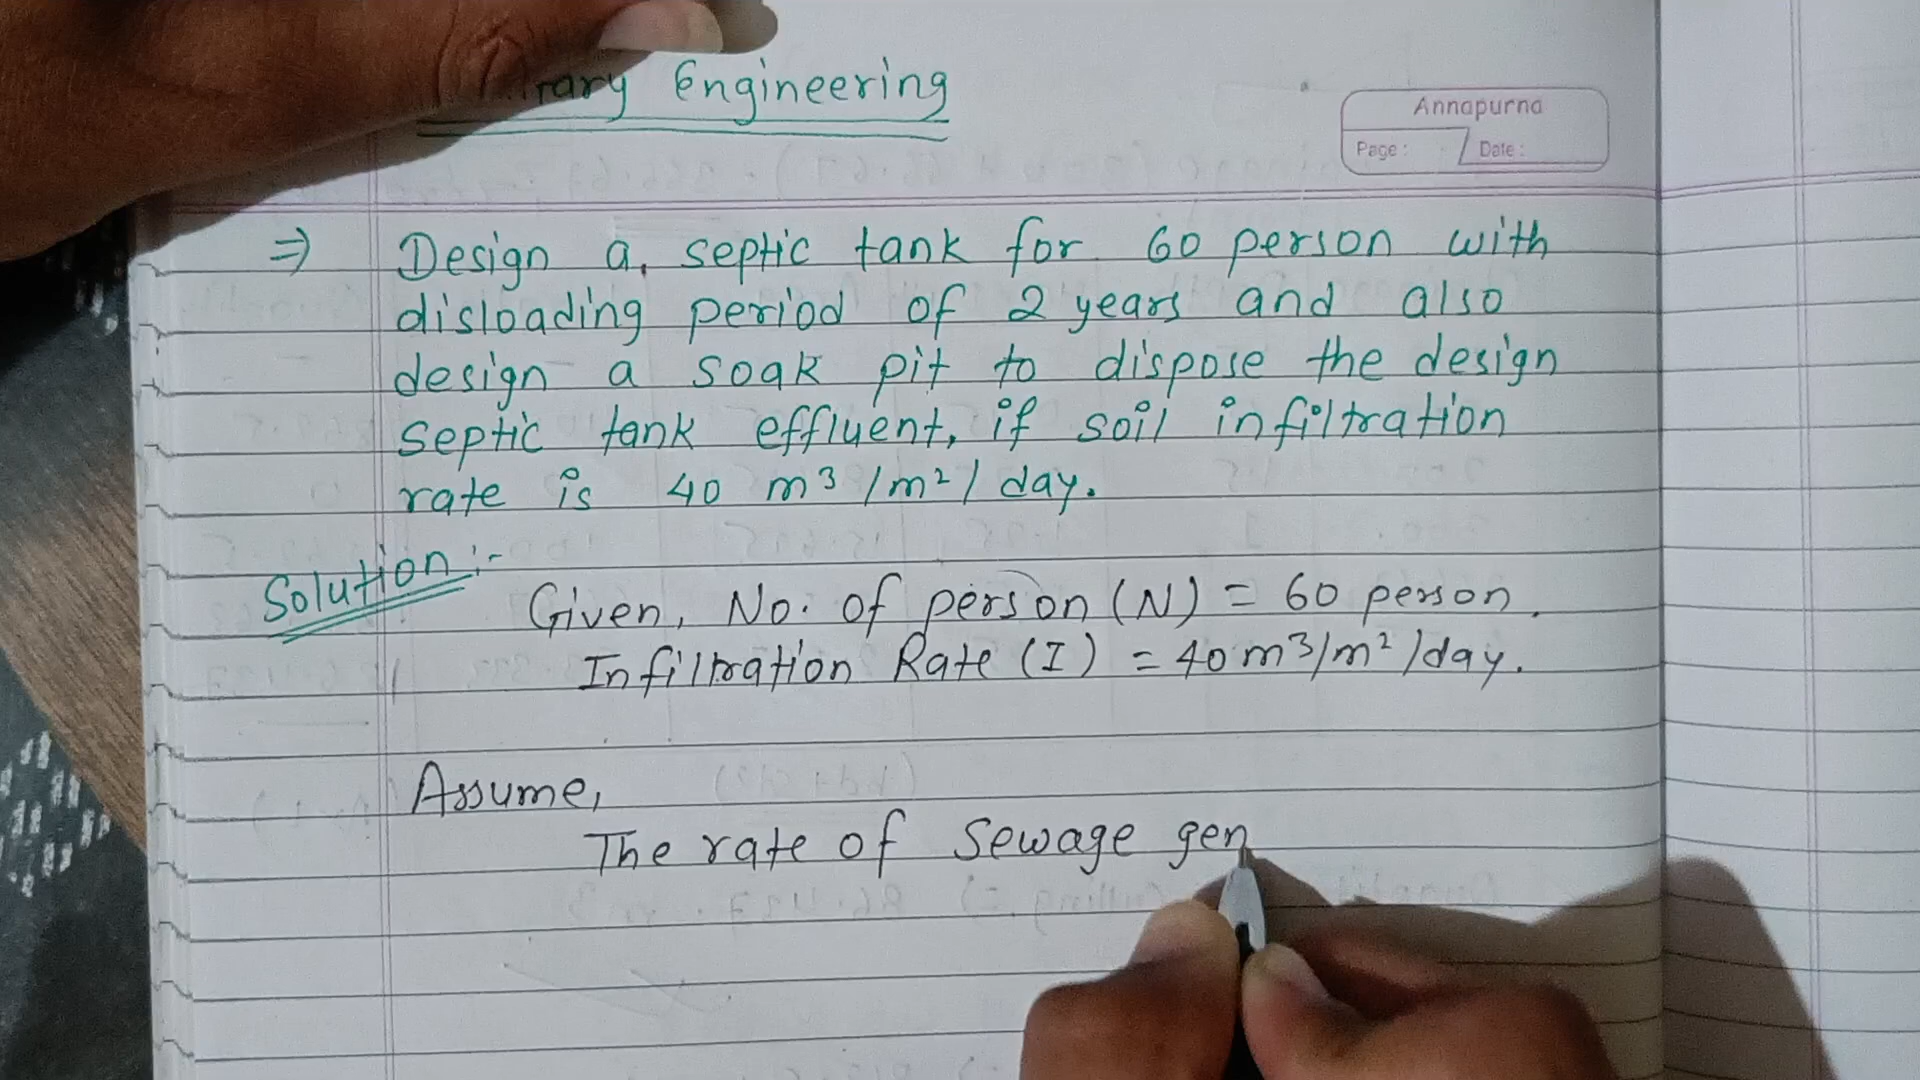 Engineering
Annapurna
Page :
Date :
⇒ Design a septic tank for 60 person with
disloading period of 2 years and also
design a soak pit to dispose the design
septic tank effluent, if soil infiltration
rate is 40 m³/m²/day.
Solution :-
Given, No. of person (N) = 60 person.
Infiltration Rate (I) = 40 m³/m²/day.
Assume,
The rate of sewage gen